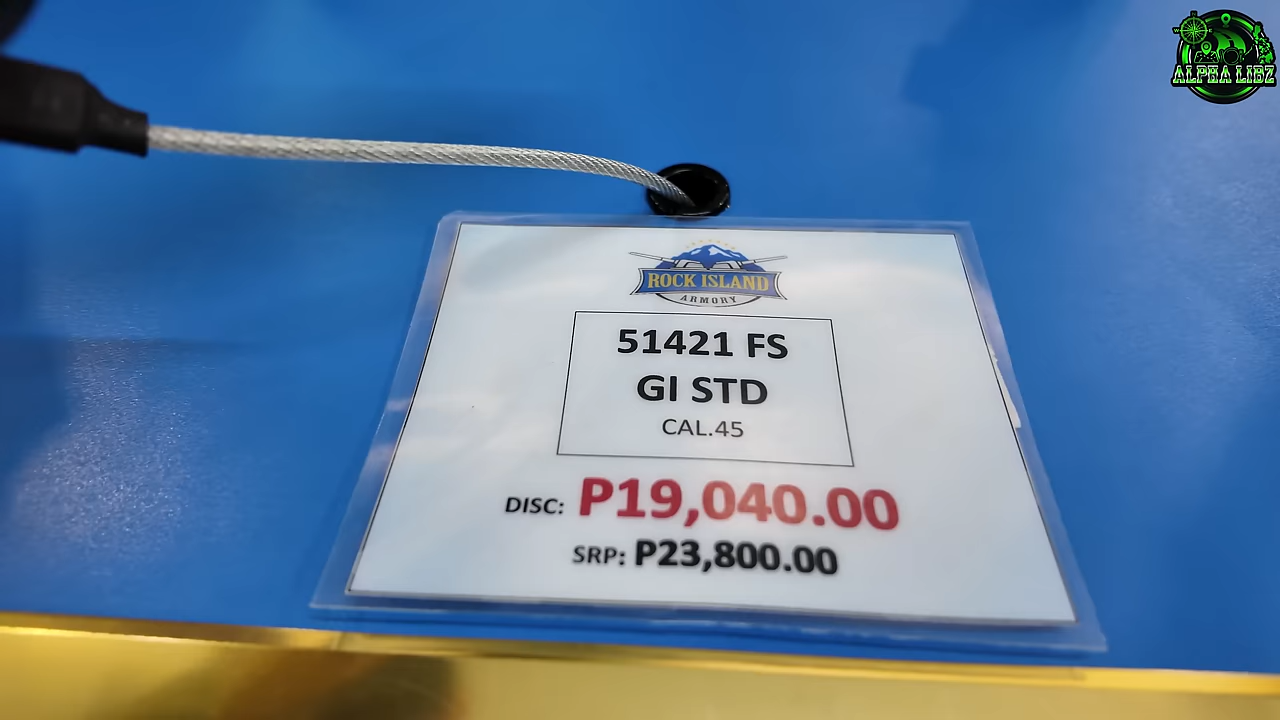 ALPHA LIBZ
ROCK ISLAND
ARMORY
51421 FS
GI STD
CAL.45
DISC: P19,040.00
SRP: P23,800.00